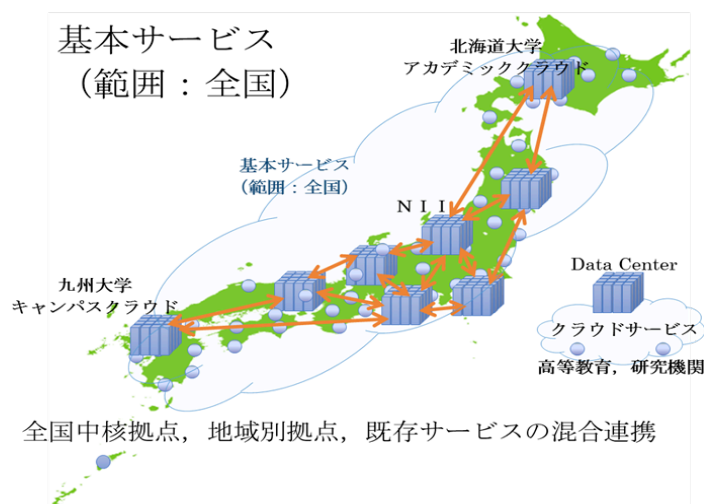 基本サービス
（範囲：全国）
北海道大学
アカデミッククラウド
基本サービス
（範囲：全国）
ＮＩＩ
九州大学
キャンパスクラウド
Data Center
クラウドサービス
高等教育，研究機関
全国中核拠点，地域別拠点，既存サービスの混合連携